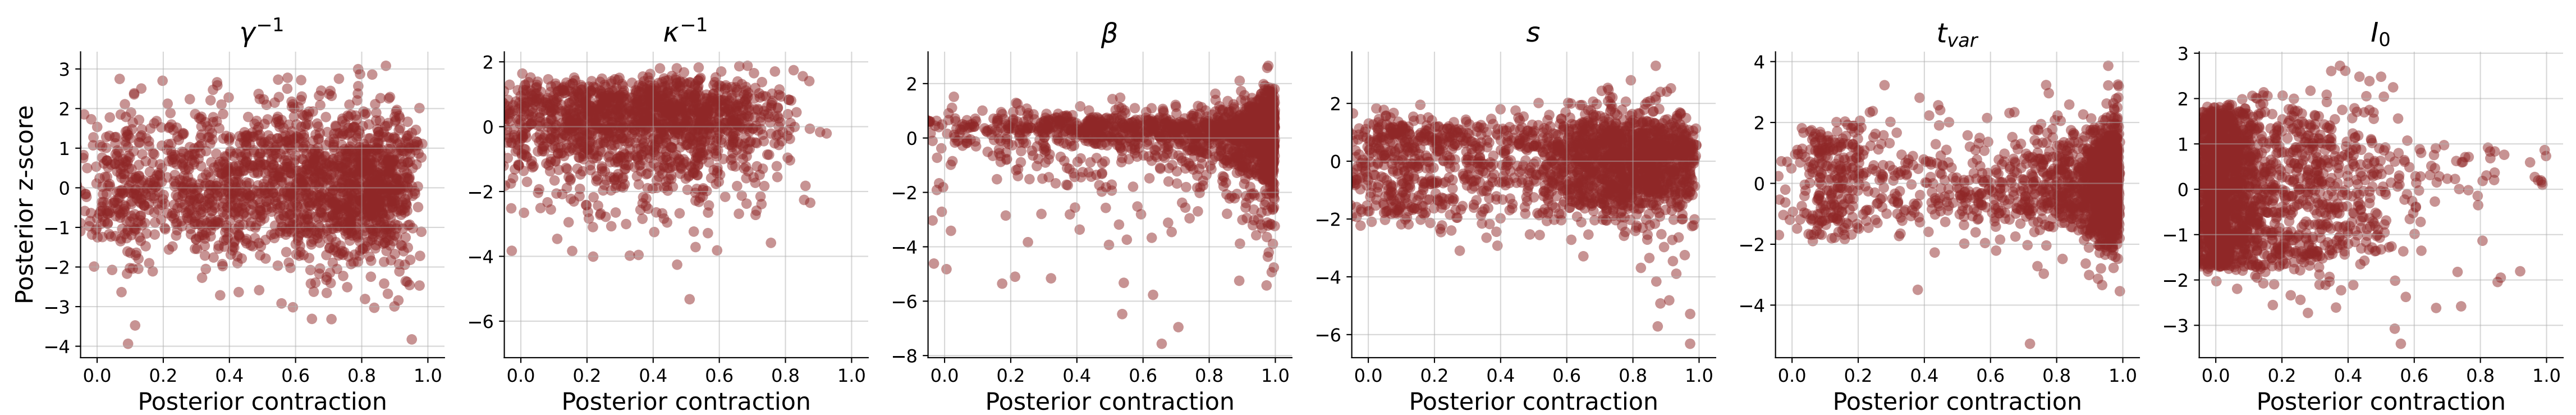 γ⁻¹
κ⁻¹
β
s
t_var
I₀
Posterior z-score
3
2
1
0
−1
−2
−3
−4
2
0
−2
−4
−6
2
0
−2
−4
−6
−8
2
0
−2
−4
−6
4
2
0
−2
−4
3
2
1
0
−1
−2
−3
0.0 0.2 0.4 0.6 0.8 1.0
0.0 0.2 0.4 0.6 0.8 1.0
0.0 0.2 0.4 0.6 0.8 1.0
0.0 0.2 0.4 0.6 0.8 1.0
0.0 0.2 0.4 0.6 0.8 1.0
0.0 0.2 0.4 0.6 0.8 1.0
Posterior contraction
Posterior contraction
Posterior contraction
Posterior contraction
Posterior contraction
Posterior contraction